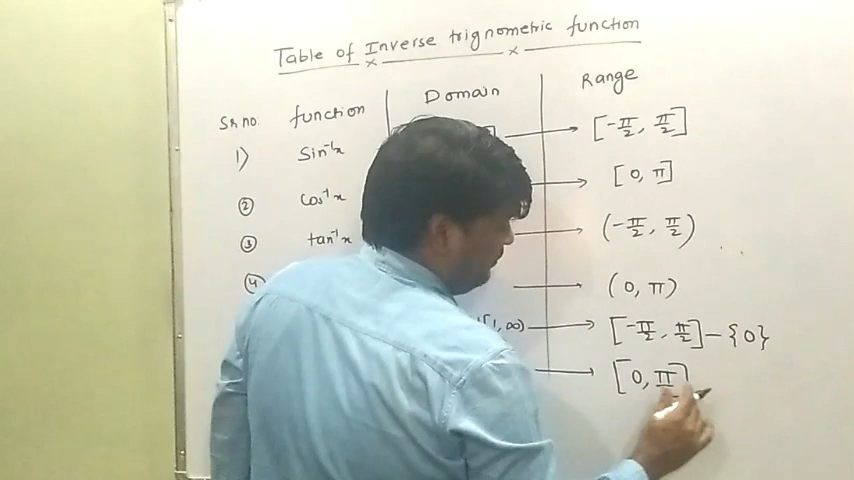 Table of Inverse trignometric function
Sr no. function Domain Range
1) Sin⁻¹x → [-π/2, π/2]
② Cos⁻¹x → [0, π]
③ tan⁻¹x → (-π/2, π/2)
④ → (0, π)
[1, ∞) → [-π/2, π/2] - {0}
→ [0, π]